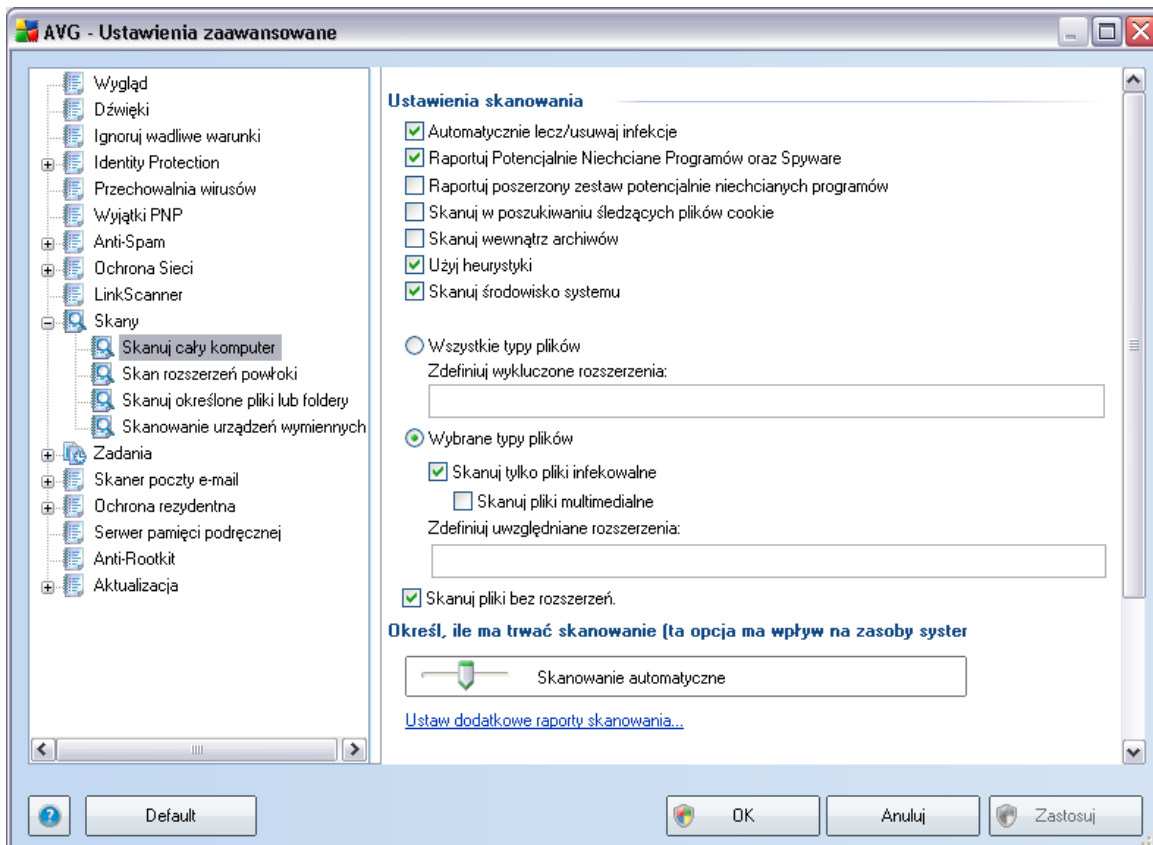 AVG - Ustawienia zaawansowane
Wygląd
Dźwięki
Ignoruj wadliwe warunki
Identity Protection
Przechowalnia wirusów
Wyjątki PNP
Anti-Spam
Ochrona Sieci
LinkScanner
Skany
Skanuj cały komputer
Skan rozszerzeń powłoki
Skanuj określone pliki lub foldery
Skanowanie urządzeń wymiennych
Zadania
Skaner poczty e-mail
Ochrona rezydentna
Serwer pamięci podręcznej
Anti-Rootkit
Aktualizacja
Ustawienia skanowania
Automatycznie lecz/usuwaj infekcje
Raportuj Potencjalnie Niechciane Programów oraz Spyware
Raportuj poszerzony zestaw potencjalnie niechcianych programów
Skanuj w poszukiwaniu śledzących plików cookie
Skanuj wewnątrz archiwów
Użyj heurystyki
Skanuj środowisko systemu
Wszystkie typy plików
Zdefiniuj wykluczone rozszerzenia:
Wybrane typy plików
Skanuj tylko pliki infekowalne
Skanuj pliki multimedialne
Zdefiniuj uwzględniane rozszerzenia:
Skanuj pliki bez rozszerzeń.
Określ, ile ma trwać skanowanie (ta opcja ma wpływ na zasoby syster
Skanowanie automatyczne
Ustaw dodatkowe raporty skanowania...
Default
OK
Anuluj
Zastosuj